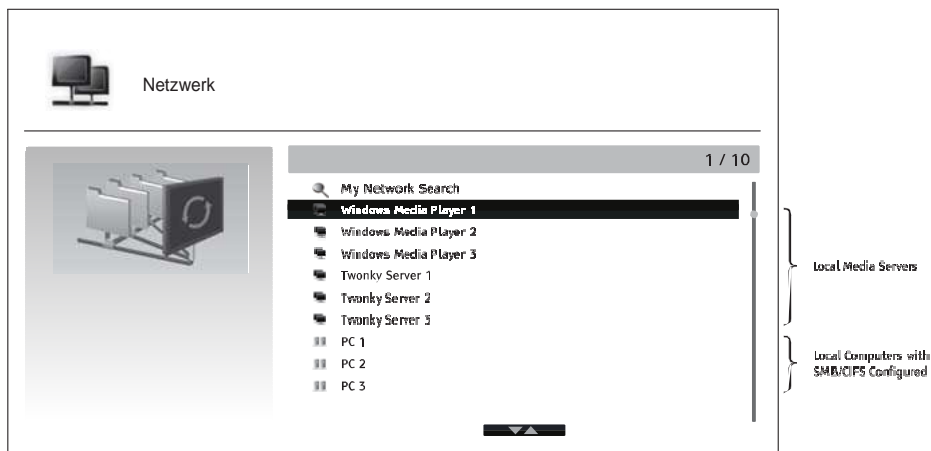 Netzwerk
1 / 10
My Network Search
Windows Media Player 1
Windows Media Player 2
Windows Media Player 3
Twonky Server 1
Twonky Server 2
Twonky Server 3
PC 1
PC 2
PC 3
Local Media Servers
Local Computers with
SMB/CIFS Configured